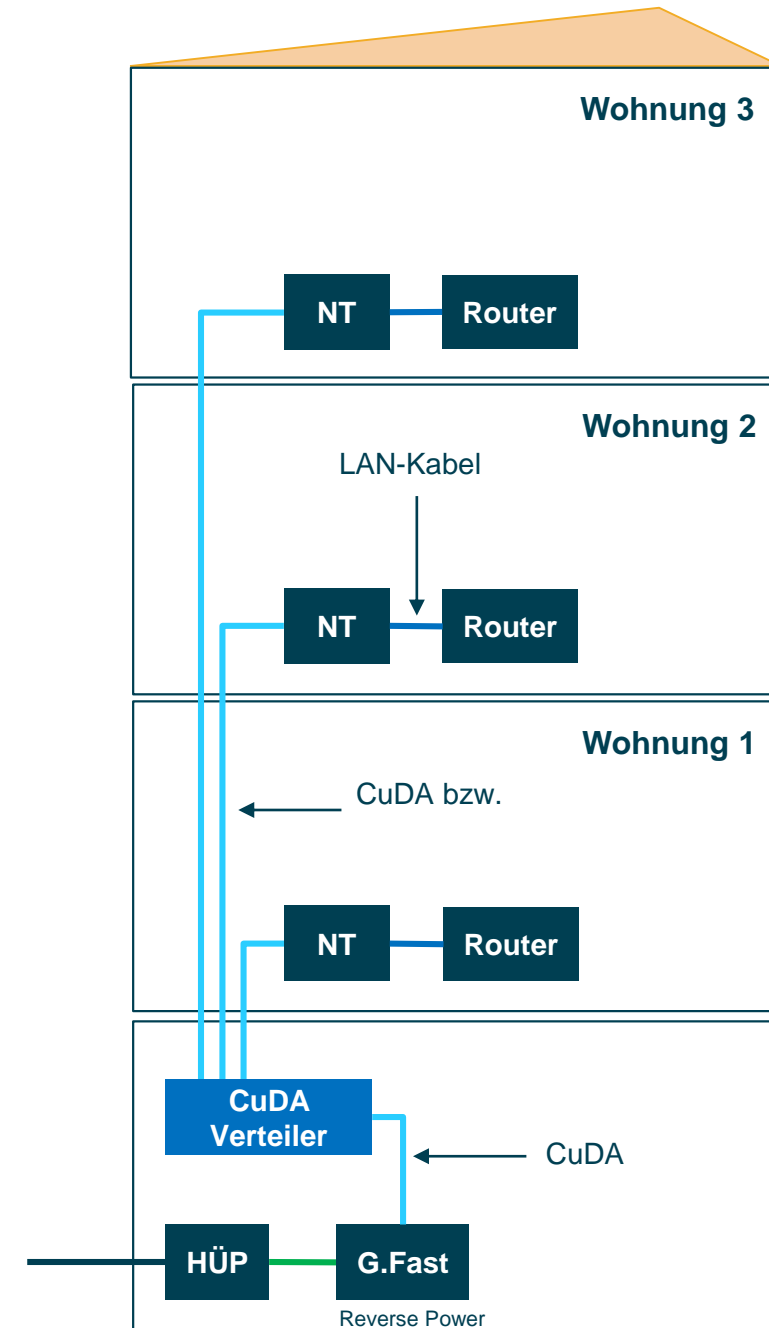 Wohnung 3
NT
Router
Wohnung 2
LAN-Kabel
NT
Router
Wohnung 1
CuDA bzw.
NT
Router
CuDA
Verteiler
CuDA
HÜP
G.Fast
Reverse Power